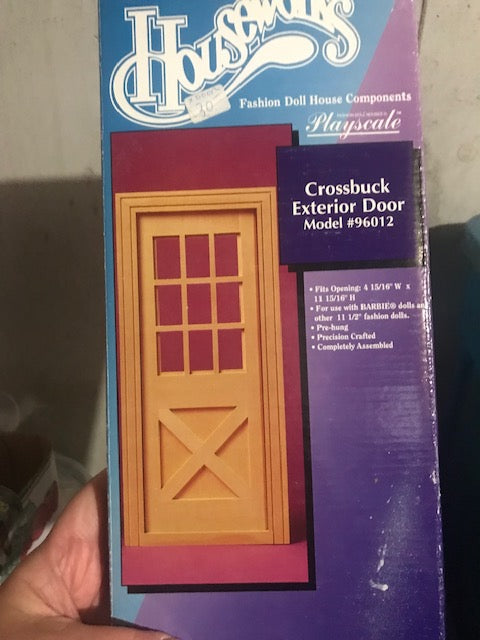 Houseworks
Fashion Doll House Components
Playscale™
Crossbuck
Exterior Door
Model #96012
• Fits Opening: 4 15/16" W x
11 15/16" H
• For use with BARBIE® dolls and
other 11 1/2" fashion dolls.
• Pre-hung
• Precision Crafted
• Completely Assembled